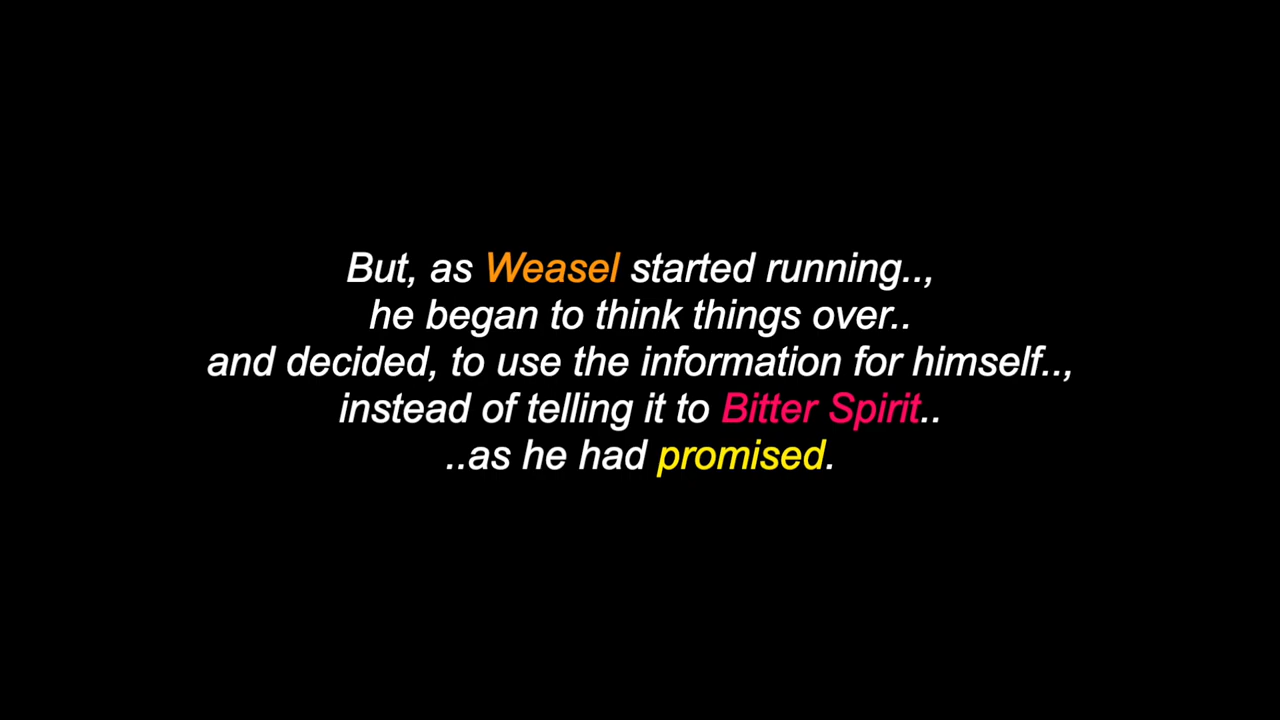 But, as Weasel started running..,
he began to think things over..
and decided, to use the information for himself..,
instead of telling it to Bitter Spirit..
..as he had promised.